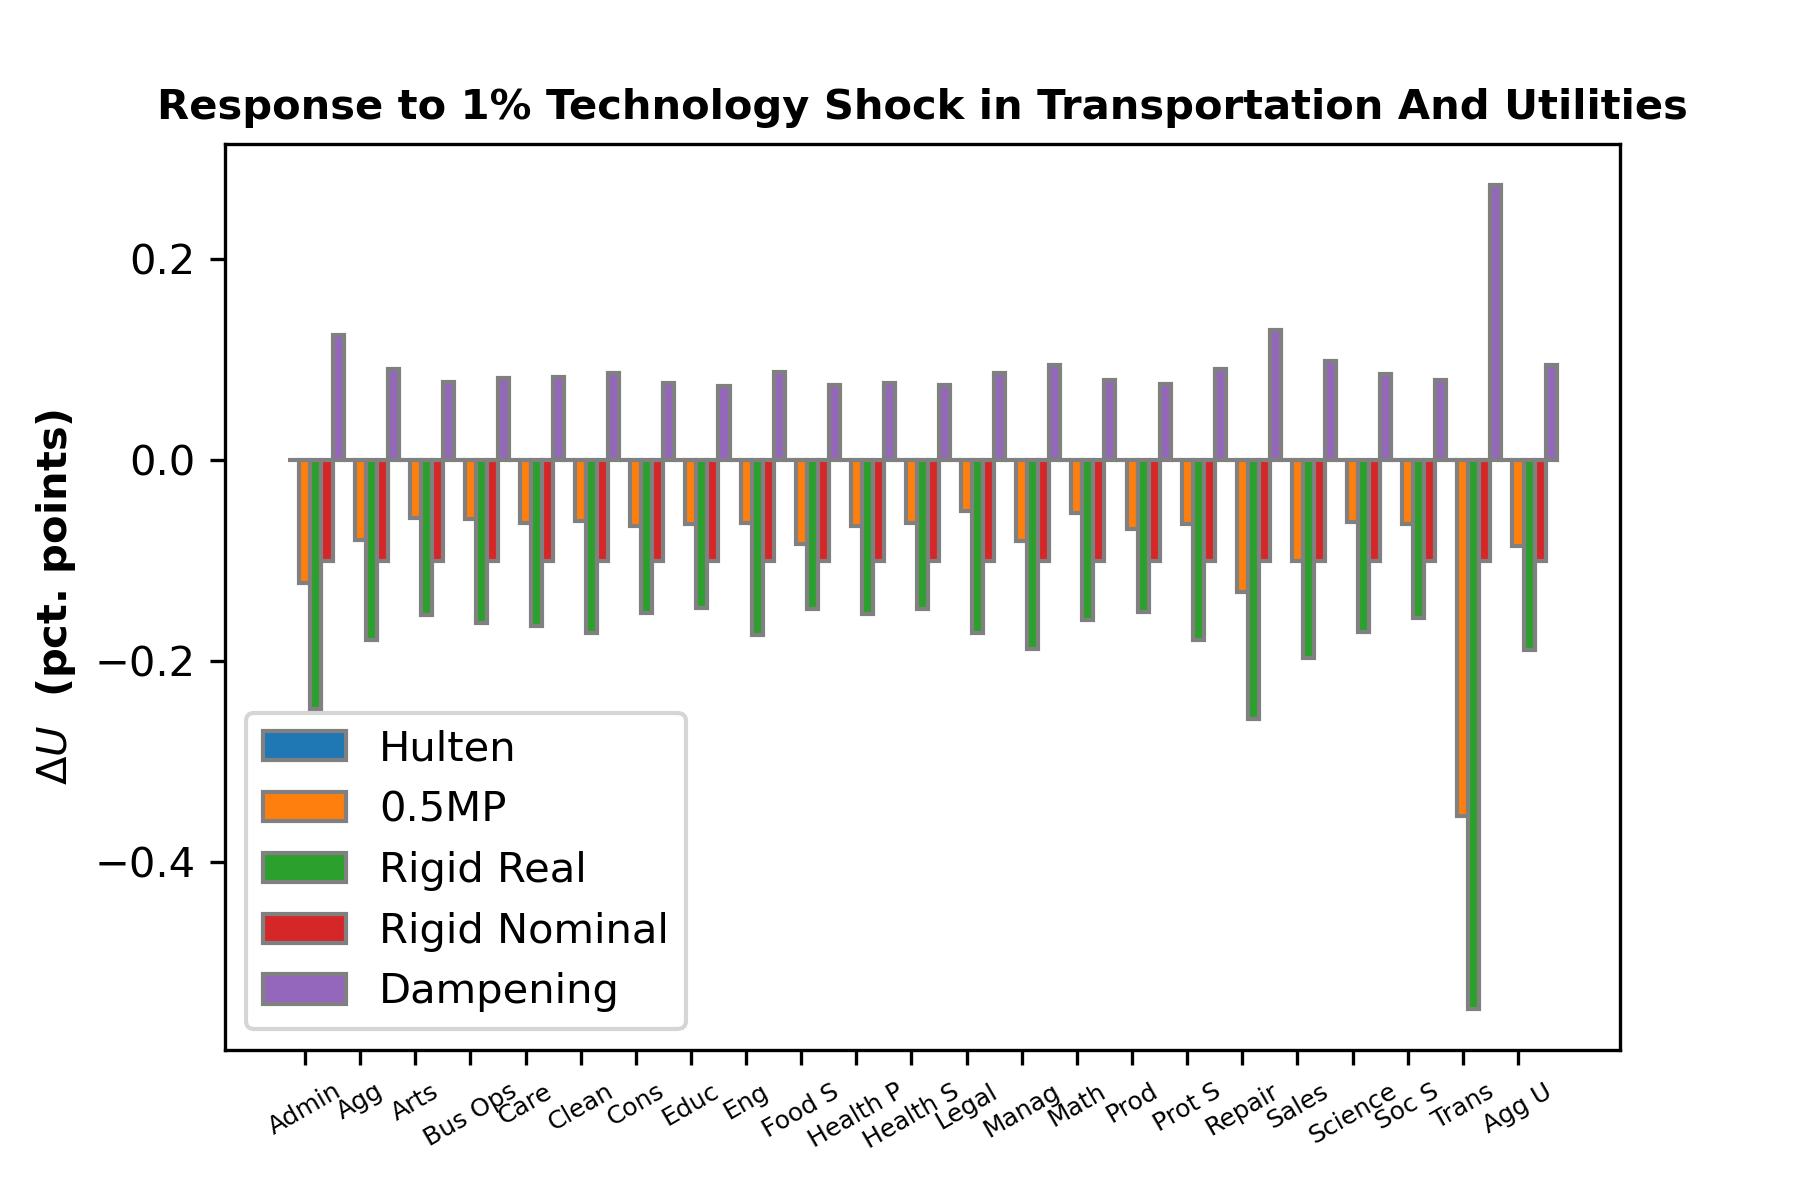 Response to 1% Technology Shock in Transportation And Utilities
ΔU (pct. points)
0.2
0.0
−0.2
−0.4
Hulten
0.5MP
Rigid Real
Rigid Nominal
Dampening
Admin
Agg
Arts
Bus Ops
Care
Clean
Cons
Educ
Eng
Food S
Health P
Health S
Legal
Manag
Math
Prod
Prot S
Repair
Sales
Science
Soc S
Trans
Agg U